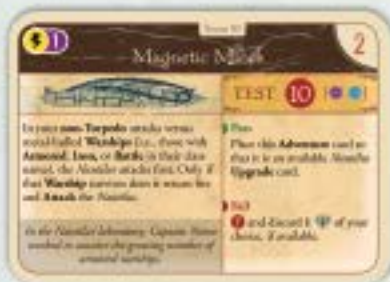 1
2
Magnetic
TEST 10
In your non-Torpedo attacks versus
metal-hulled Warships (i.e., those with
Armored, Iron, or Battle in their class
name), the Nautilus attacks first. Only if
that Warship survives does it return fire
and Attack the Nautilus.
In the Nautilus laboratory, Captain Nemo
worked to counter the growing number of
armored warships.
Pass
Place this Adventure card so
that it is an available Nautilus
Upgrade card.
Fail
and discard 1 of your
choice, if available.